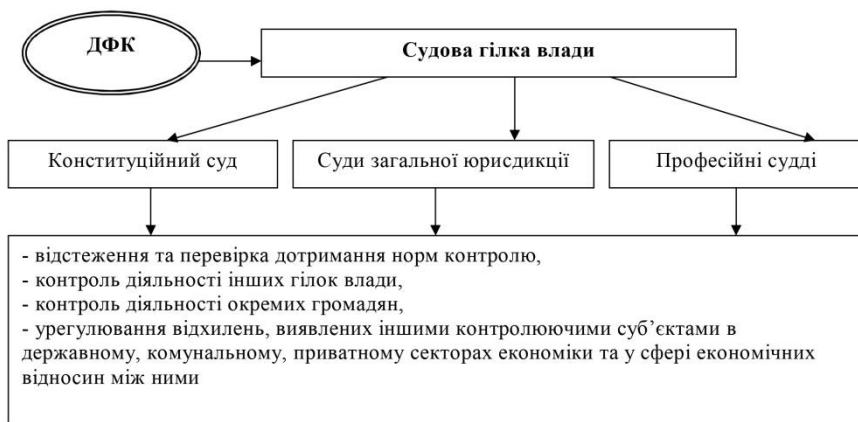 ДФК
Судова гілка влади
Конституційний суд
Суди загальної юрисдикції
Професійні судді
- відстеження та перевірка дотримання норм контролю,
- контроль діяльності інших гілок влади,
- контроль діяльності окремих громадян,
- урегулювання відхилень, виявлених іншими контролюючими суб’єктами в
державному, комунальному, приватному секторах економіки та у сфері економічних
відносин між ними